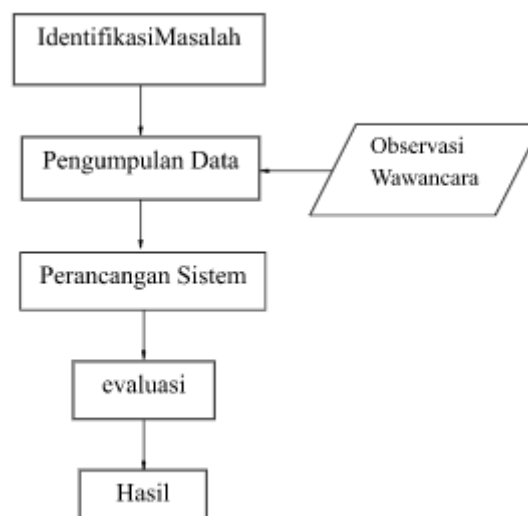 IdentifikasiMasalah
Pengumpulan Data
Observasi
Wawancara
Perancangan Sistem
evaluasi
Hasil